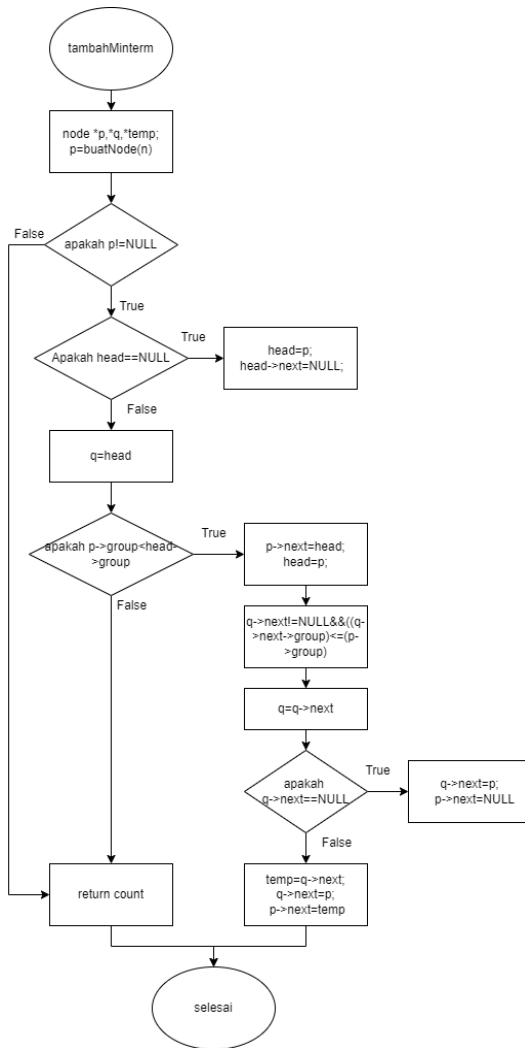 tambahMinterm
node *p,*q,*temp;
p=buatNode(n)
False
apakah p!=NULL
True
True
Apakah head==NULL
head=p;
head->next=NULL;
False
q=head
True
apakah p->group<head-
>group
p->next=head;
head=p;
False
q->next!=NULL&&((q-
>next->group)<=(p-
>group)
q=q->next
apakah
q->next==NULL
True
q->next=p;
p->next=NULL
False
return count
temp=q->next;
q->next=p;
p->next=temp
selesai